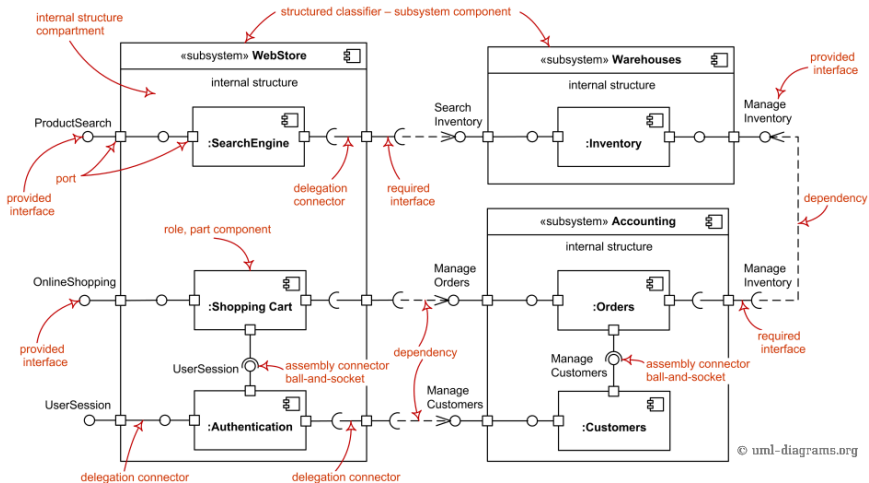 structured classifier – subsystem component
internal structure
compartment
«subsystem» WebStore
internal structure
«subsystem» Warehouses
internal structure
provided
interface
ProductSearch
:SearchEngine
Search
Inventory
:Inventory
Manage
Inventory
port
provided
interface
delegation
connector
required
interface
dependency
role, part component
«subsystem» Accounting
internal structure
OnlineShopping
:Shopping Cart
Manage
Orders
:Orders
Manage
Inventory
provided
interface
UserSession
assembly connector
ball-and-socket
dependency
Manage
Customers
assembly connector
ball-and-socket
required
interface
UserSession
:Authentication
Manage
Customers
:Customers
delegation connector
delegation connector
© uml-diagrams.org